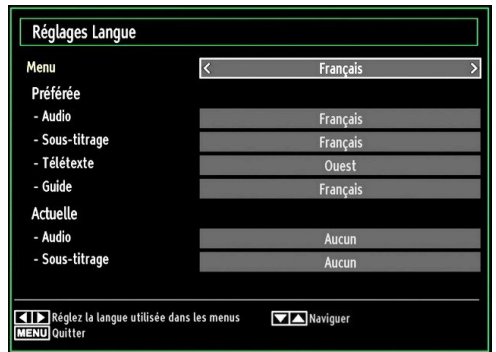 Réglages Langue
Menu < Français >
Préférée
- Audio Français
- Sous-titrage Français
- Télétexte Ouest
- Guide Français
Actuelle
- Audio Aucun
- Sous-titrage Aucun
◀ ▶ Réglez la langue utilisée dans les menus ▼ ▲ Naviguer
MENU Quitter